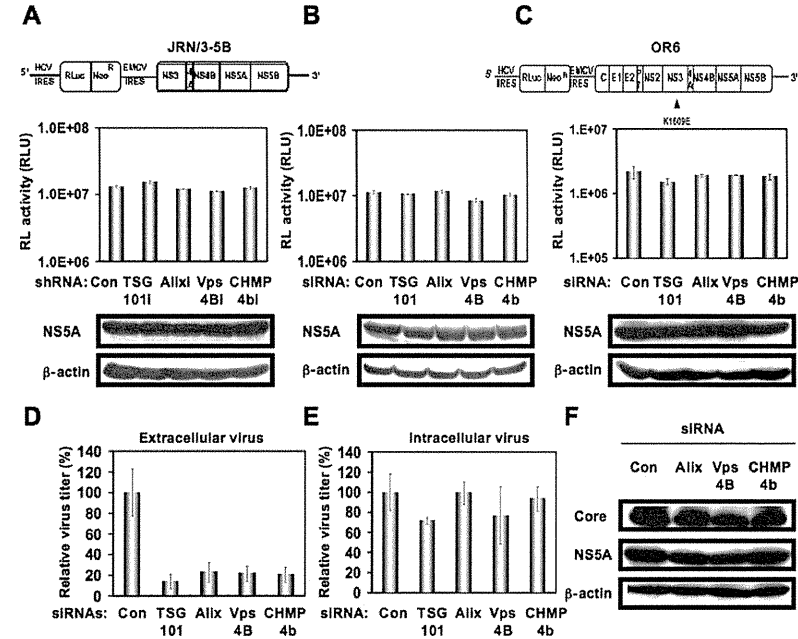 A
JRN/3-5B
5' HCV IRES RLuc Neo R EMCV IRES NS3 4A NS4B NS5A NS5B 3'
RL activity (RLU)
1.0E+08
1.0E+07
1.0E+06
shRNA: Con TSG 101i Alixi Vps 4Bi CHMP 4bi
NS5A
β-actin
B
RL activity (RLU)
1.0E+08
1.0E+07
1.0E+06
siRNA: Con TSG 101 Alix Vps 4B CHMP 4b
NS5A
β-actin
C
OR6
5' HCV IRES RLuc Neo R EMCV IRES C E1 E2 NS2 NS3 4A NS4B NS5A NS5B 3'
K1609E
RL activity (RLU)
1.0E+07
1.0E+06
1.0E+05
siRNA: Con TSG 101 Alix Vps 4B CHMP 4b
NS5A
β-actin
D
Extracellular virus
Relative virus titer (%)
140
120
100
80
60
40
20
0
siRNAs: Con TSG 101 Alix Vps 4B CHMP 4b
E
Intracellular virus
Relative virus titer (%)
140
120
100
80
60
40
20
0
siRNAs: Con TSG 101 Alix Vps 4B CHMP 4b
F
siRNA
Con Alix Vps 4B CHMP 4b
Core
NS5A
β-actin